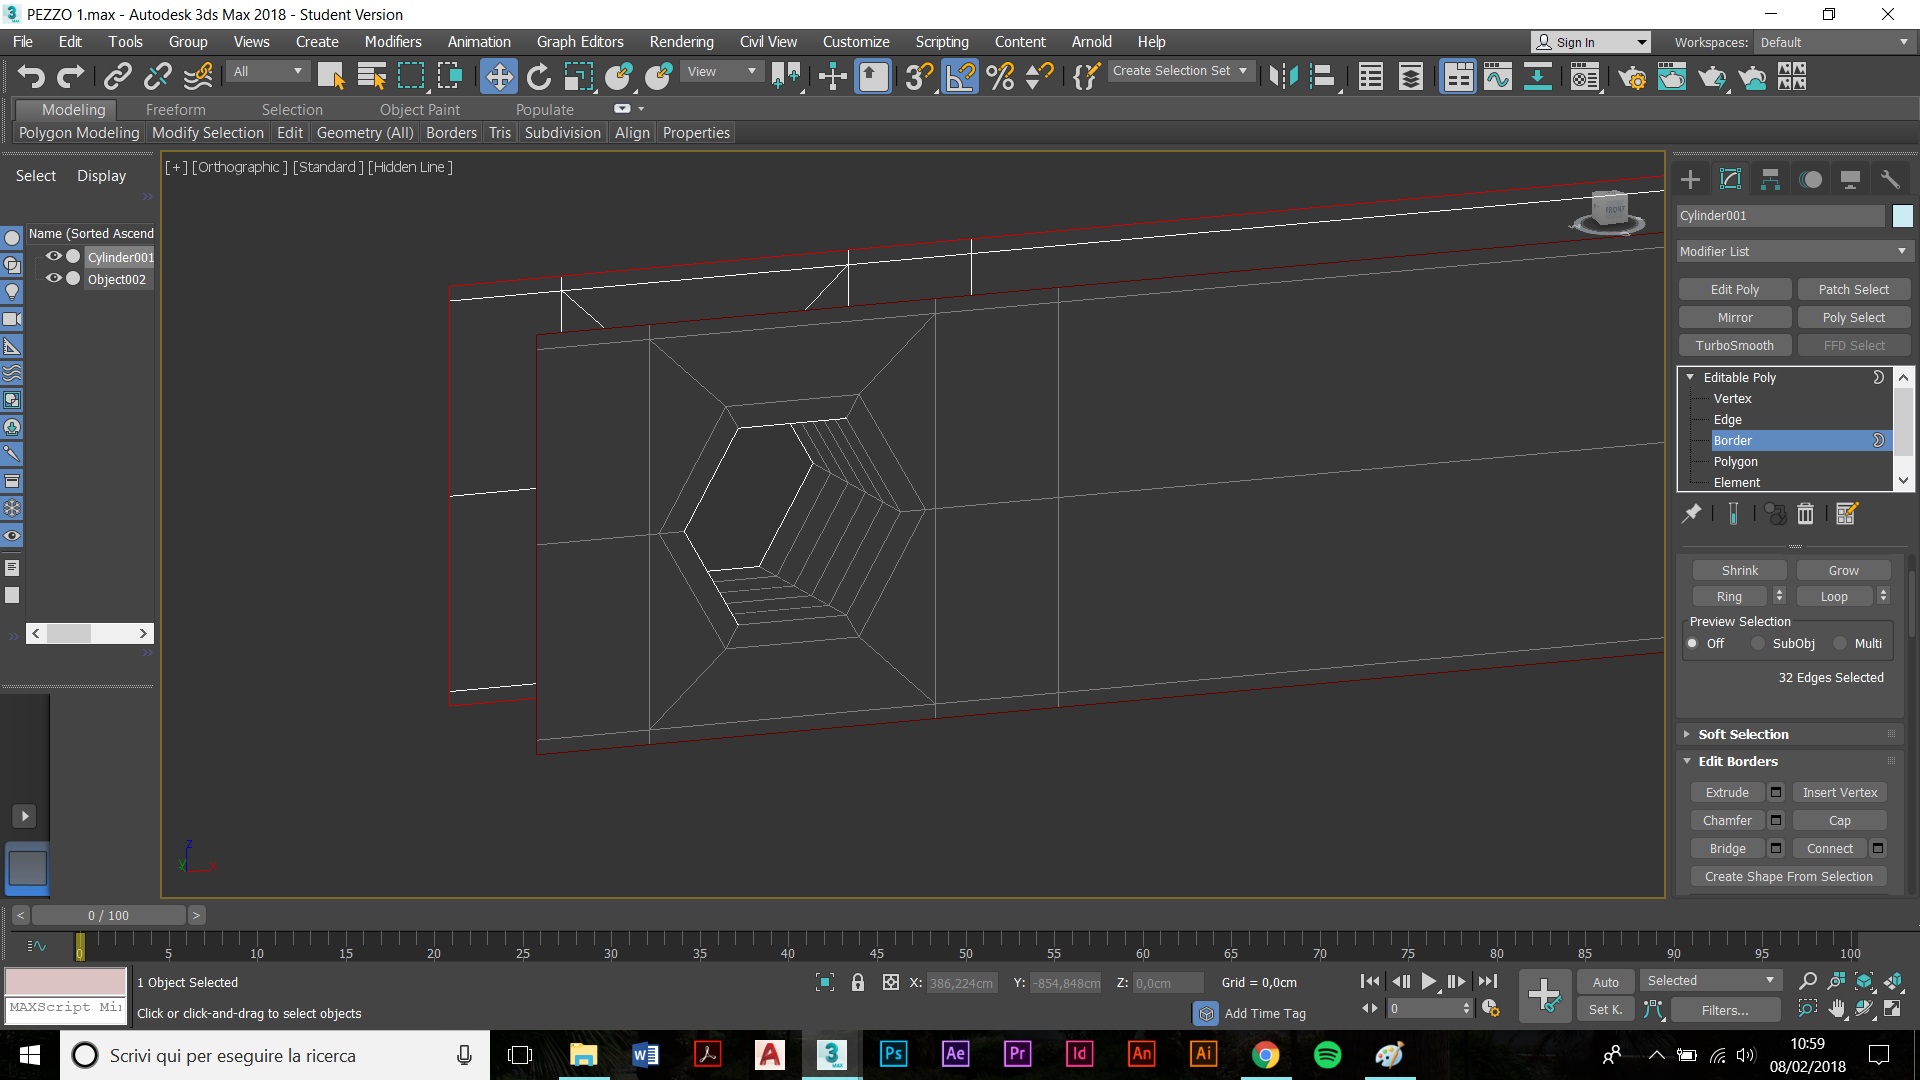 PEZZO 1.max - Autodesk 3ds Max 2018 - Student Version
File Edit Tools Group Views Create Modifiers Animation Graph Editors Rendering Civil View Customize Scripting Content Arnold Help
Sign In Workspaces: Default
All View Create Selection Set
Modeling Freeform Selection Object Paint Populate
Polygon Modeling Modify Selection Edit Geometry (All) Borders Tris Subdivision Align Properties
Select Display
[+] [Orthographic ] [Standard ] [Hidden Line ]
Name (Sorted Ascend
Cylinder001
Object002
FRONT
Cylinder001
Modifier List
Edit Poly Patch Select
Mirror Poly Select
TurboSmooth FFD Select
Editable Poly
Vertex
Edge
Border
Polygon
Element
Shrink Grow
Ring Loop
Preview Selection
Off SubObj Multi
32 Edges Selected
Soft Selection
Edit Borders
Extrude Insert Vertex
Chamfer Cap
Bridge Connect
Create Shape From Selection
z
y x
< 0 / 100 >
0 5 10 15 20 25 30 35 40 45 50 55 60 65 70 75 80 85 90 95 100
1 Object Selected
X: 386,224cm Y: -854,848cm Z: 0,0cm Grid = 0,0cm
Auto Selected
MAXScript Mi
Click or click-and-drag to select objects
Add Time Tag
0
Set K. Filters...
Scrivi qui per eseguire la ricerca
3 MAX
Ps Ae Pr Id An Ai
10:59
08/02/2018